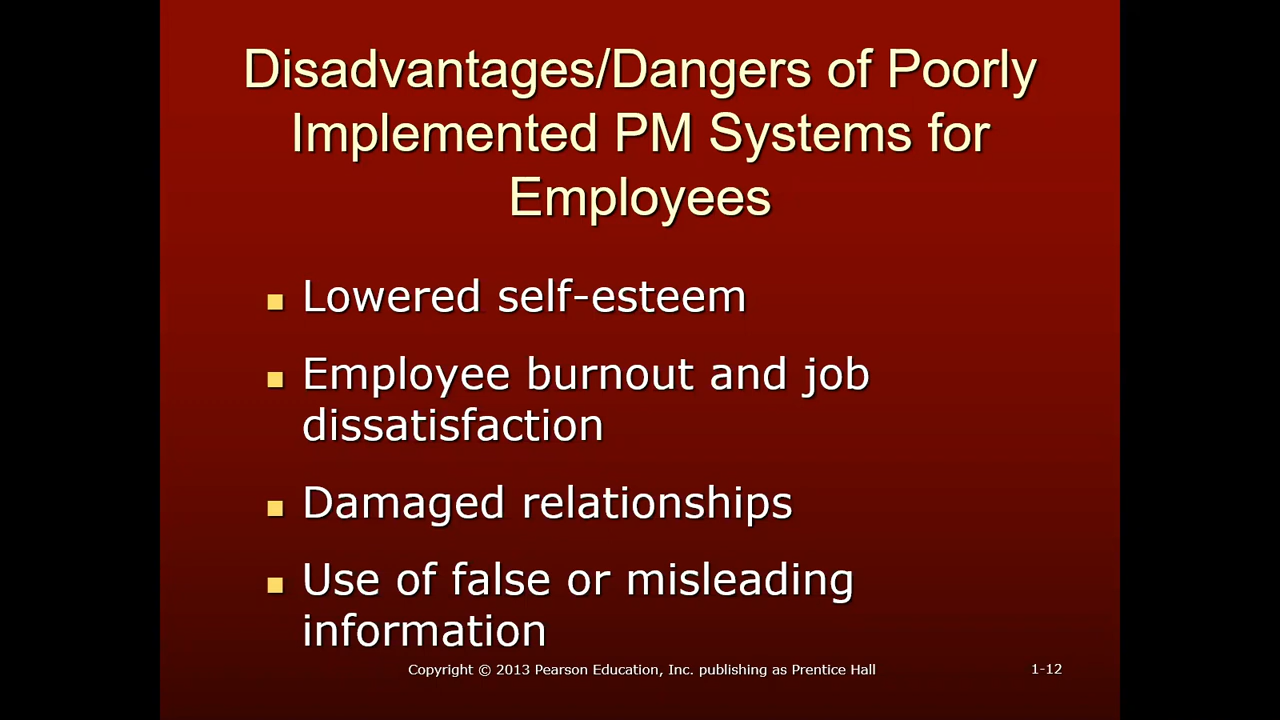 Disadvantages/Dangers of Poorly
Implemented PM Systems for
Employees
Lowered self-esteem
Employee burnout and job
dissatisfaction
Damaged relationships
Use of false or misleading
information
Copyright © 2013 Pearson Education, Inc. publishing as Prentice Hall
1-12